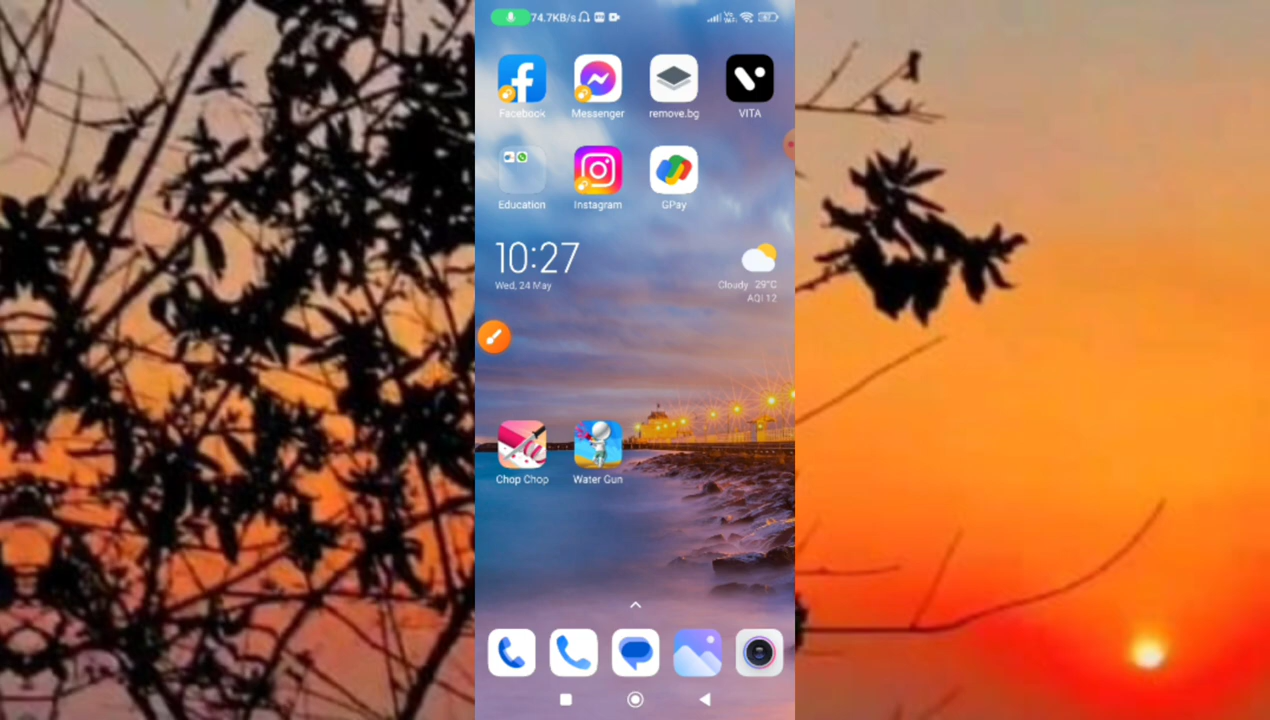 74.7KB/s
Facebook Messenger remove.bg VITA
Education Instagram GPay
10:27
Wed, 24 May
Cloudy 29°C
AQI 12
Chop Chop Water Gun